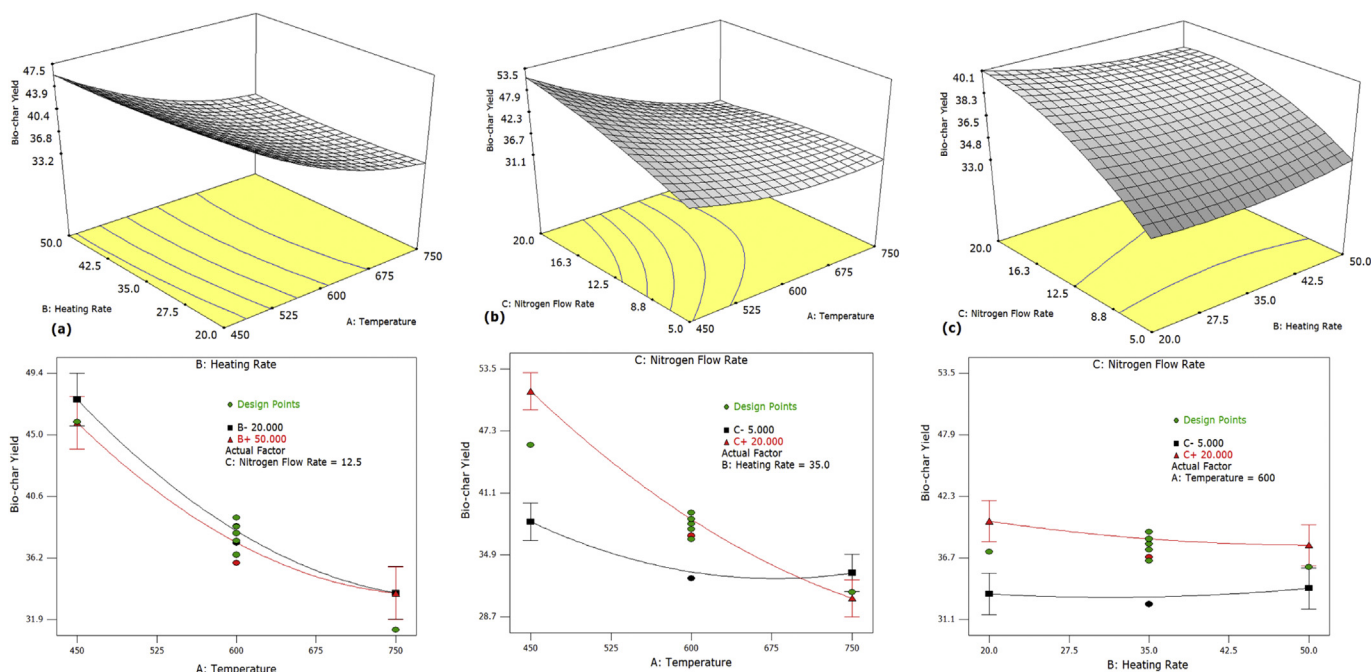 47.5
43.9
40.4
36.8
33.2
Bio-char Yield
50.0
42.5
35.0
27.5
20.0
B: Heating Rate
450
525
600
675
750
A: Temperature
(a)
53.5
47.9
42.3
36.7
31.1
Bio-char Yield
20.0
16.3
12.5
8.8
5.0
C: Nitrogen Flow Rate
450
525
600
675
750
A: Temperature
(b)
40.1
38.3
36.5
34.8
33.0
Bio-char Yield
20.0
16.3
12.5
8.8
5.0
C: Nitrogen Flow Rate
20.0
27.5
35.0
42.5
50.0
B: Heating Rate
(c)
B: Heating Rate
49.4
45.0
40.6
36.2
31.9
Bio-char Yield
Design Points
B- 20.000
B+ 50.000
Actual Factor
C: Nitrogen Flow Rate = 12.5
450
525
600
675
750
A: Temperature
C: Nitrogen Flow Rate
53.5
47.3
41.1
34.9
28.7
Bio-char Yield
Design Points
C- 5.000
C+ 20.000
Actual Factor
B: Heating Rate = 35.0
450
525
600
675
750
A: Temperature
C: Nitrogen Flow Rate
53.5
47.9
42.3
36.7
31.1
Bio-char Yield
Design Points
C- 5.000
C+ 20.000
Actual Factor
A: Temperature = 600
20.0
27.5
35.0
42.5
50.0
B: Heating Rate